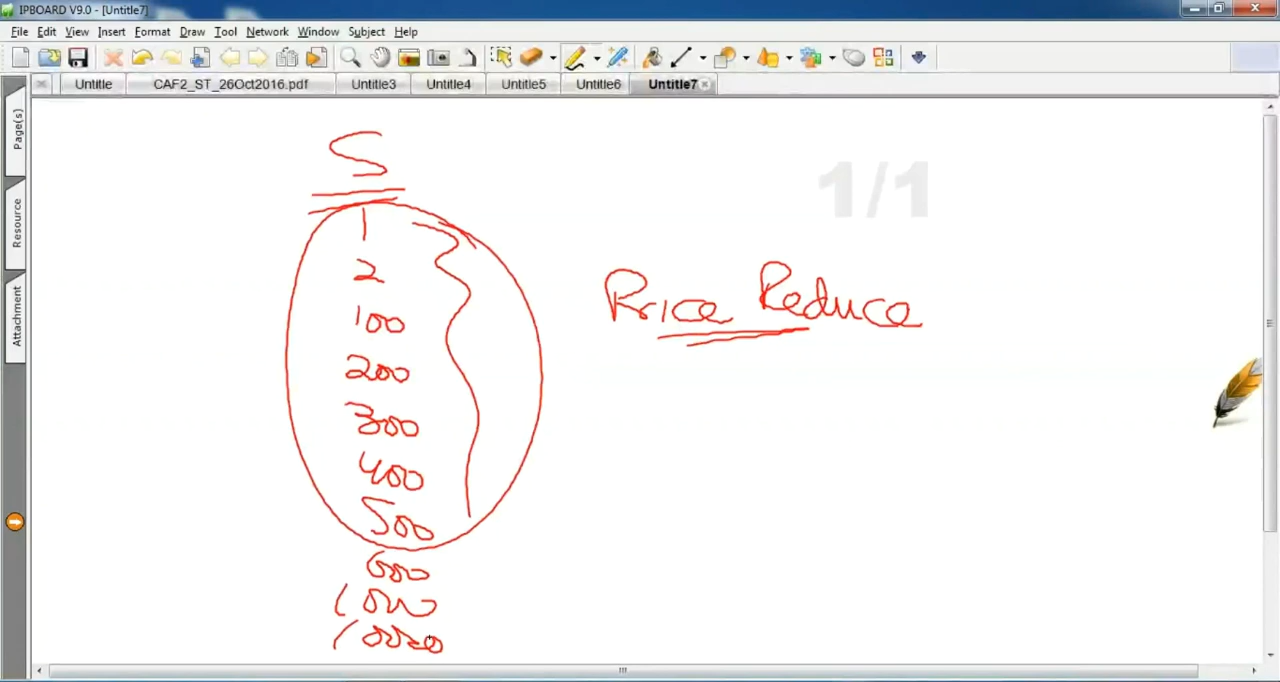 IPBOARD V9.0 - [Untitle7]
File Edit View Insert Format Draw Tool Network Window Subject Help
Untitle CAF2_ST_26Oct2016.pdf Untitle3 Untitle4 Untitle5 Untitle6 Untitle7
Page(s)
Resource
Attachment
1/1
S
1
2
100
200
300
400
500
600
1000
10000
Price Reduce